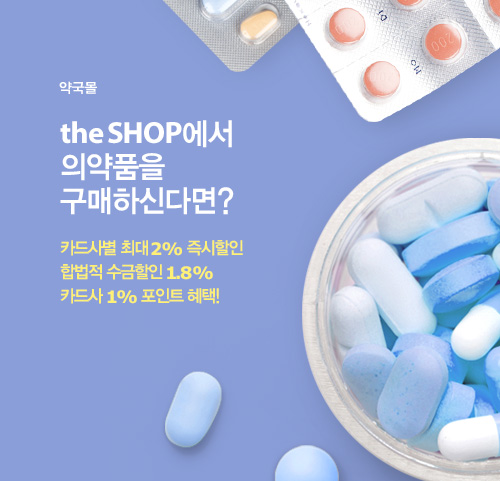 약국몰
the SHOP에서
의약품을
구매하신다면?
카드사별 최대 2% 즉시할인
합법적 수금할인 1.8%
카드사 1% 포인트 혜택!